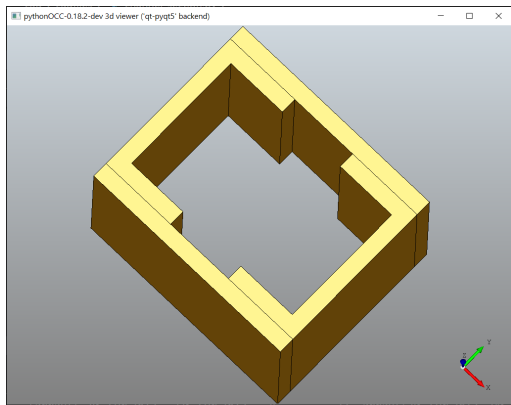 pythonOCC-0.18.2-dev 3d viewer ('qt-pyqt5' backend)
Y
Z
X